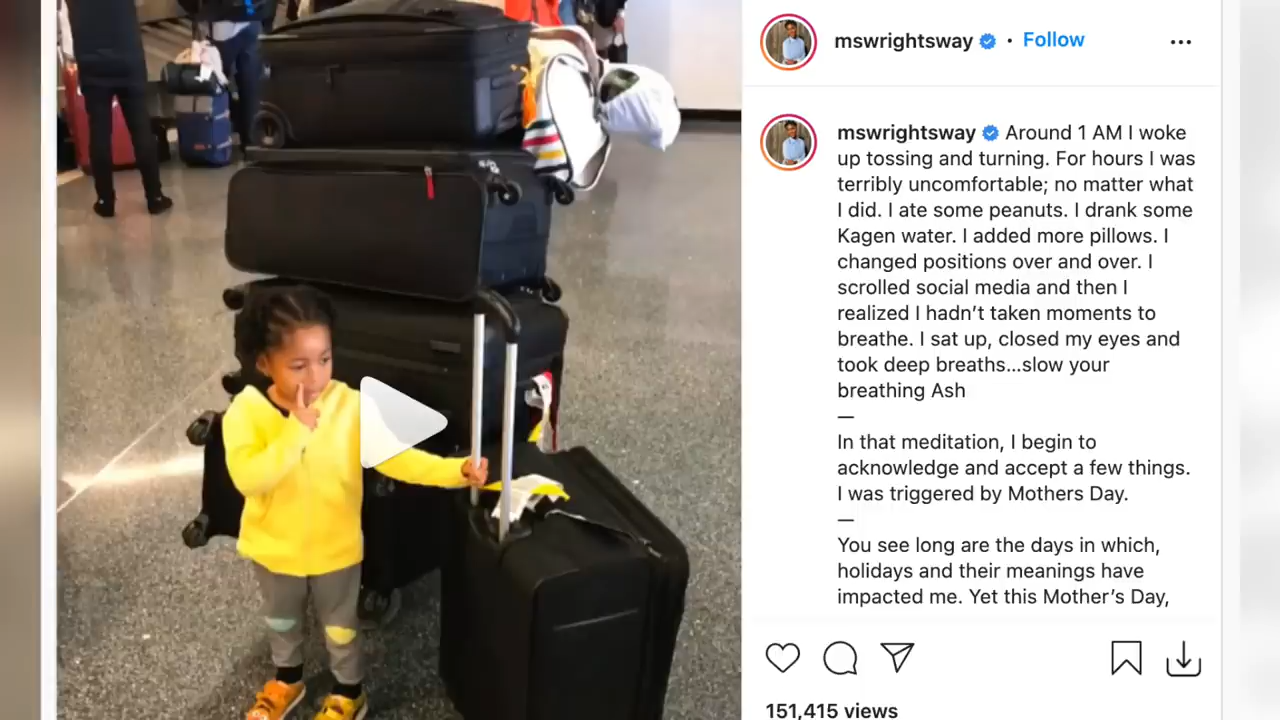 mswrightsway • Follow
mswrightsway Around 1 AM I woke
up tossing and turning. For hours I was
terribly uncomfortable; no matter what
I did. I ate some peanuts. I drank some
Kagen water. I added more pillows. I
changed positions over and over. I
scrolled social media and then I
realized I hadn’t taken moments to
breathe. I sat up, closed my eyes and
took deep breaths...slow your
breathing Ash
—
In that meditation, I begin to
acknowledge and accept a few things.
I was triggered by Mothers Day.
—
You see long are the days in which,
holidays and their meanings have
impacted me. Yet this Mother’s Day,
151,415 views